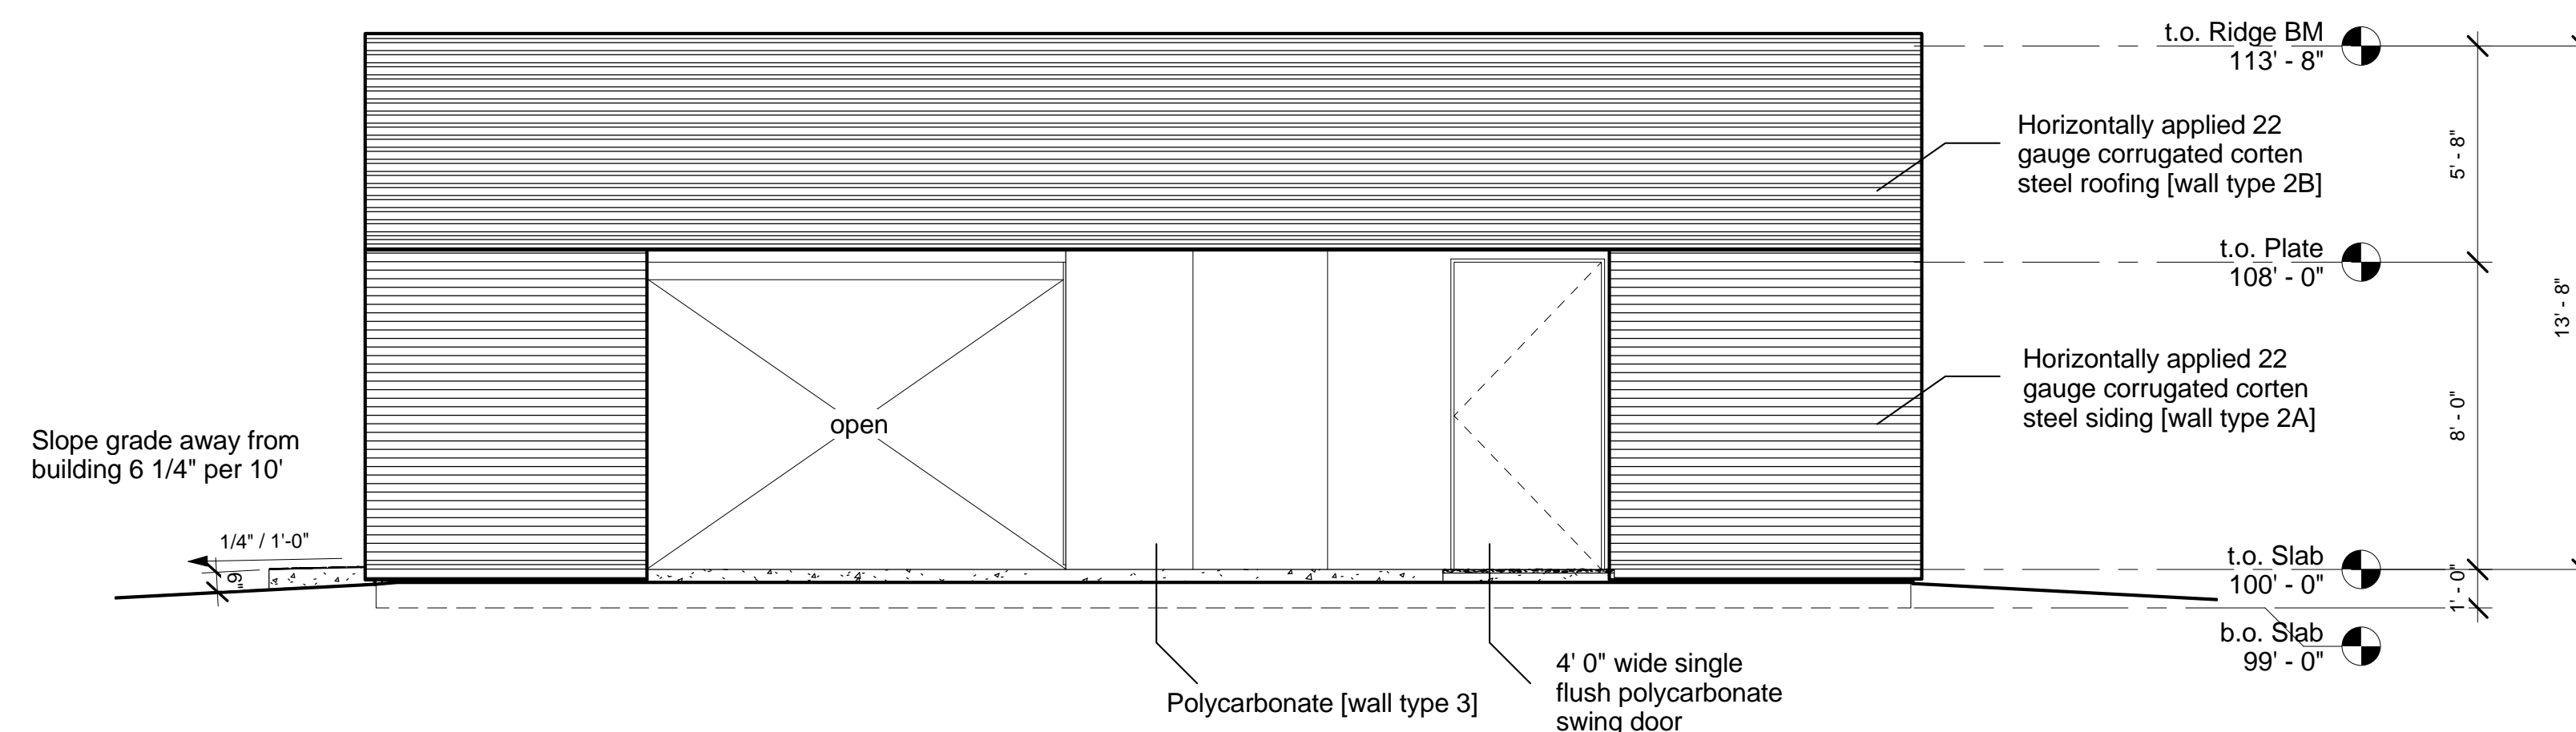 t.o. Ridge BM
113' - 8"
Horizontally applied 22
gauge corrugated corten
steel roofing [wall type 2B]
5' - 8"
t.o. Plate
108' - 0"
13' - 8"
Horizontally applied 22
gauge corrugated corten
steel siding [wall type 2A]
8' - 0"
open
Slope grade away from
building 6 1/4" per 10'
1/4" / 1'-0"
6"
t.o. Slab
100' - 0"
1' - 0"
b.o. Slab
99' - 0"
Polycarbonate [wall type 3]
4' 0" wide single
flush polycarbonate
swing door